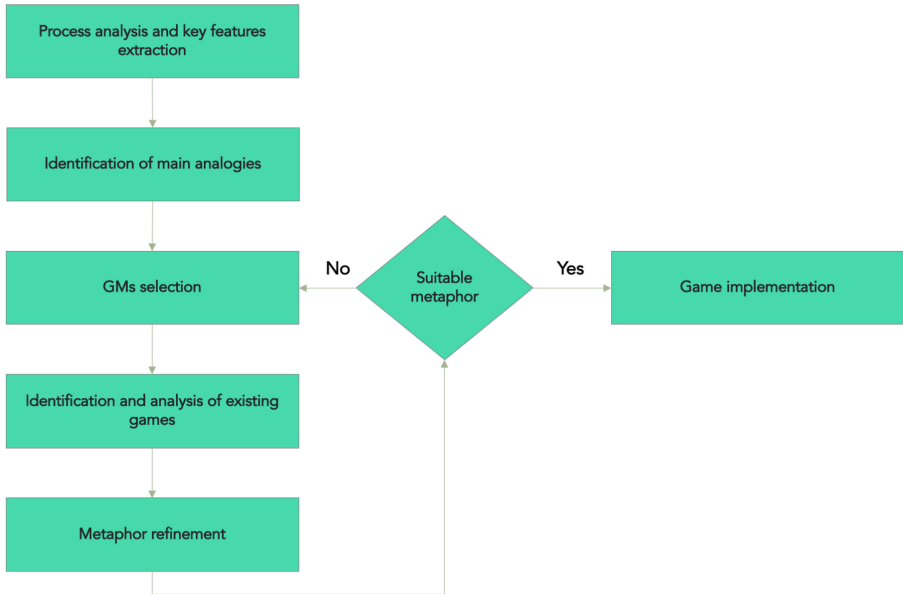 Process analysis and key features
extraction
Identification of main analogies
GMs selection
No
Suitable
metaphor
Yes
Game implementation
Identification and analysis of existing
games
Metaphor refinement